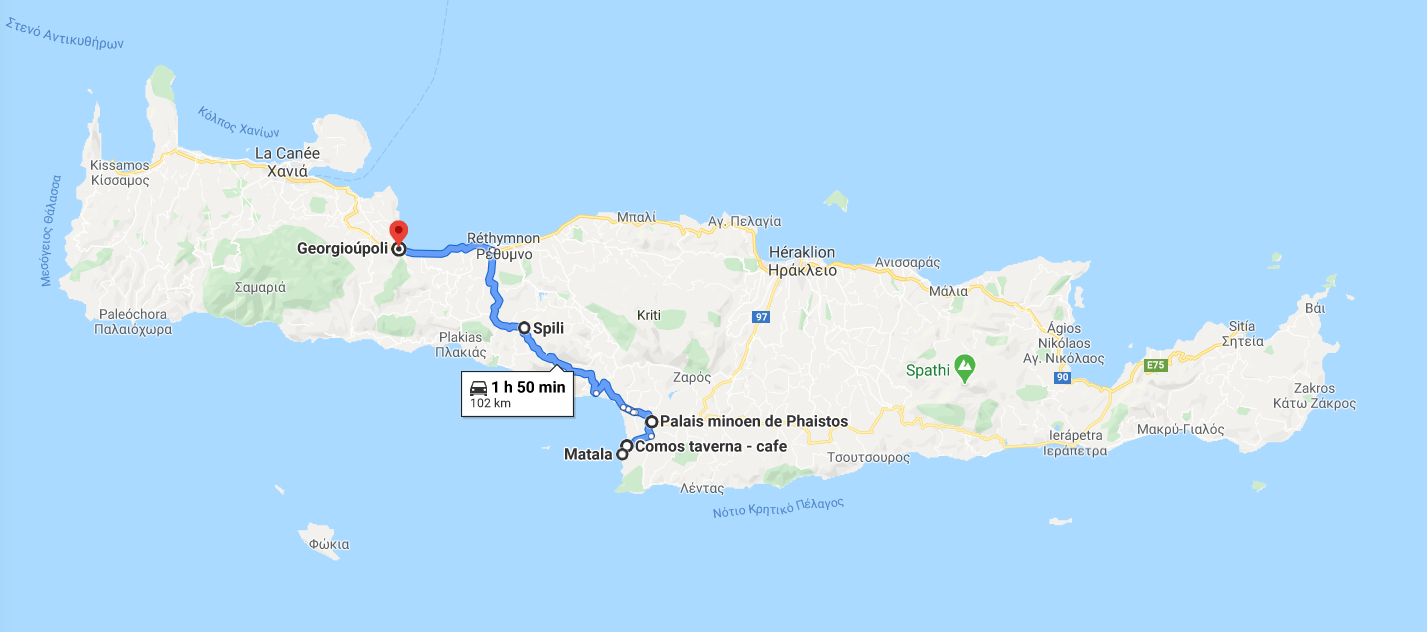 Στενό Αντικυθήρων
Κόλπος Χανίων
La Canée
Χανιά
Kissamos
Κίσσαμος
Μεσόγειος Θάλασσα
Georgioúpoli
Réthymnon
Ρέθυμνο
Μπαλί
Αγ. Πελαγία
Héraklion
Ηράκλειο
Ανισσαράς
Μάλια
Σαμαριά
Paleóchora
Παλαιόχωρα
Plakias
Πλακιάς
Spili
Kriti
97
Ágios
Nikólaos
Αγ. Νικόλαος
Sitía
Σητεία
Βάι
E75
90
Spathi
Ζαρός
1 h 50 min
102 km
Zakros
Κάτω Ζάκρος
Palais minoen de Phaistos
Comos taverna - cafe
Matala
Ierápetra
Ιεράπετρα
Μακρύ-Γιαλός
Τσουτσουρος
Λέντας
Νότιο Κρητικό Πέλαγος
Φώκια